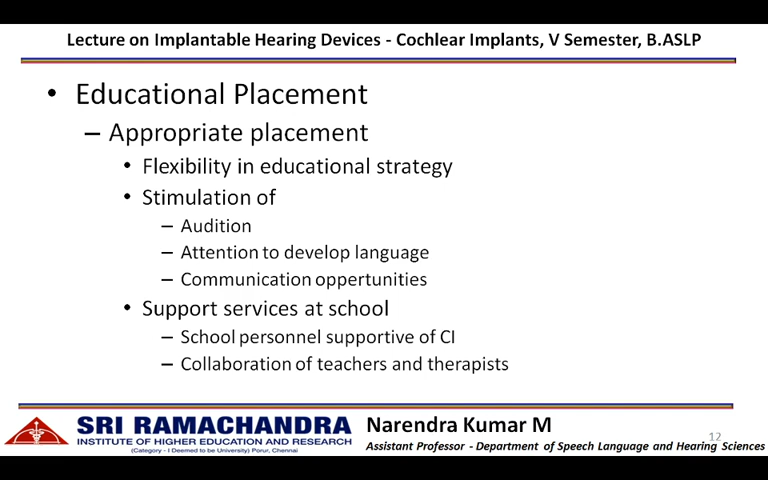 Lecture on Implantable Hearing Devices - Cochlear Implants, V Semester, B.ASLP
• Educational Placement
– Appropriate placement
• Flexibility in educational strategy
• Stimulation of
– Audition
– Attention to develop language
– Communication oppertunities
• Support services at school
– School personnel supportive of CI
– Collaboration of teachers and therapists
SRI RAMACHANDRA
INSTITUTE OF HIGHER EDUCATION AND RESEARCH
(Category - I Deemed to be University) Porur, Chennai
Narendra Kumar M
12
Assistant Professor - Department of Speech Language and Hearing Sciences